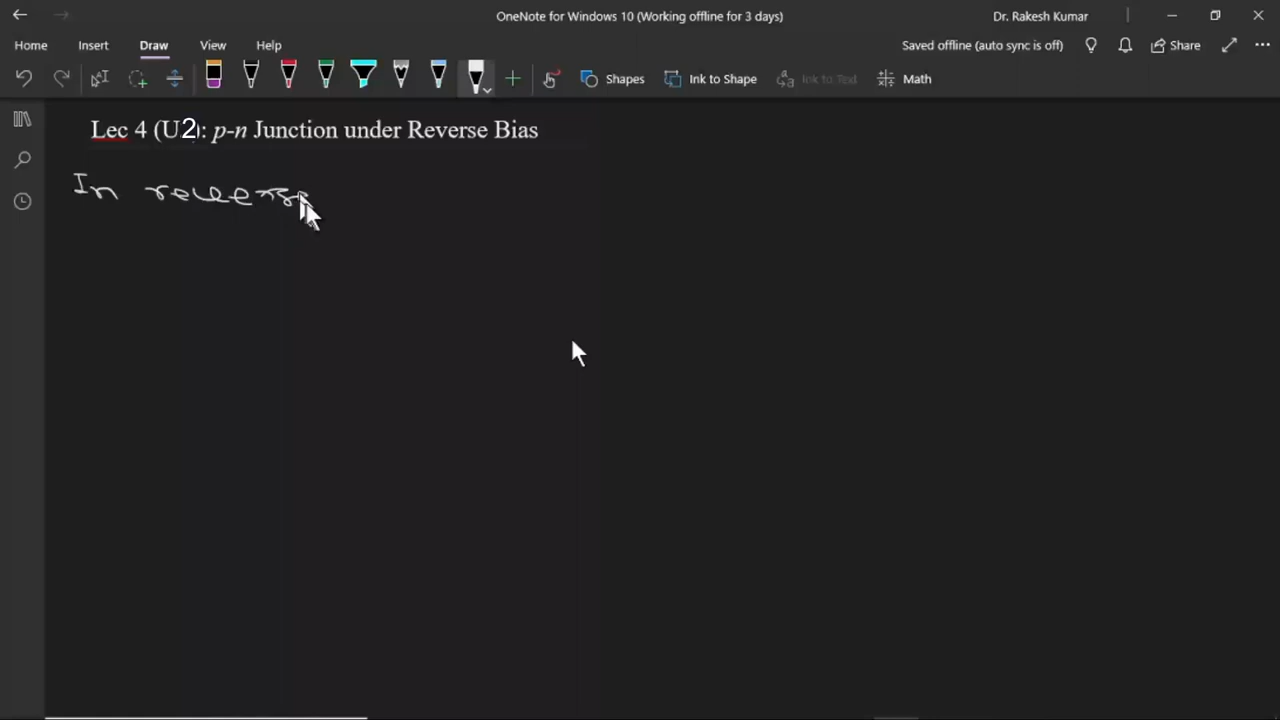 OneNote for Windows 10 (Working offline for 3 days)
Dr. Rakesh Kumar
Home Insert Draw View Help
Saved offline (auto sync is off)
Share
Shapes
Ink to Shape
Ink to Text
Math
Lec 4 (U2): p-n Junction under Reverse Bias
In reverse